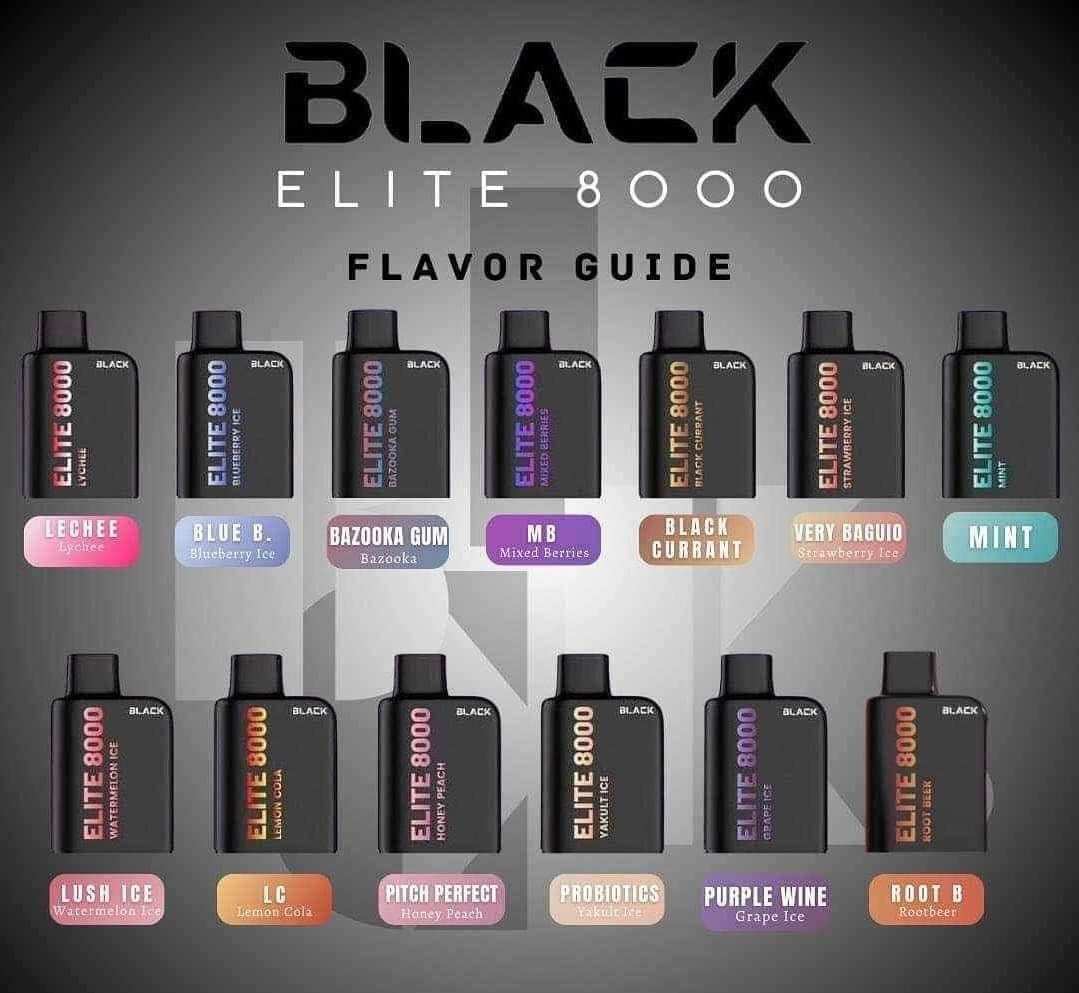 BLACK
ELITE 8000
FLAVOR GUIDE
BLACK
ELITE 8000
LYCHEE
BLACK
ELITE 8000
BLUEBERRY ICE
BLACK
ELITE 8000
BAZOOKA GUM
BLACK
ELITE 8000
MIXED BERRIES
BLACK
ELITE 8000
BLACK CURRANT
BLACK
ELITE 8000
STRAWBERRY ICE
BLACK
ELITE 8000
MINT
LECHEE
Lychee
BLUE B.
Blueberry Ice
BAZOOKA GUM
Bazooka
MB
Mixed Berries
BLACK
CURRANT
VERY BAGUIO
Strawberry Ice
MINT
BLACK
ELITE 8000
WATERMELON ICE
BLACK
ELITE 8000
LEMON COLA
BLACK
ELITE 8000
HONEY PEACH
BLACK
ELITE 8000
YAKULT ICE
BLACK
ELITE 8000
GRAPE ICE
BLACK
ELITE 8000
ROOT BEER
LUSH ICE
Watermelon Ice
LC
Lemon Cola
PITCH PERFECT
Honey Peach
PROBIOTICS
Yakult Ice
PURPLE WINE
Grape Ice
ROOT B
Rootbeer